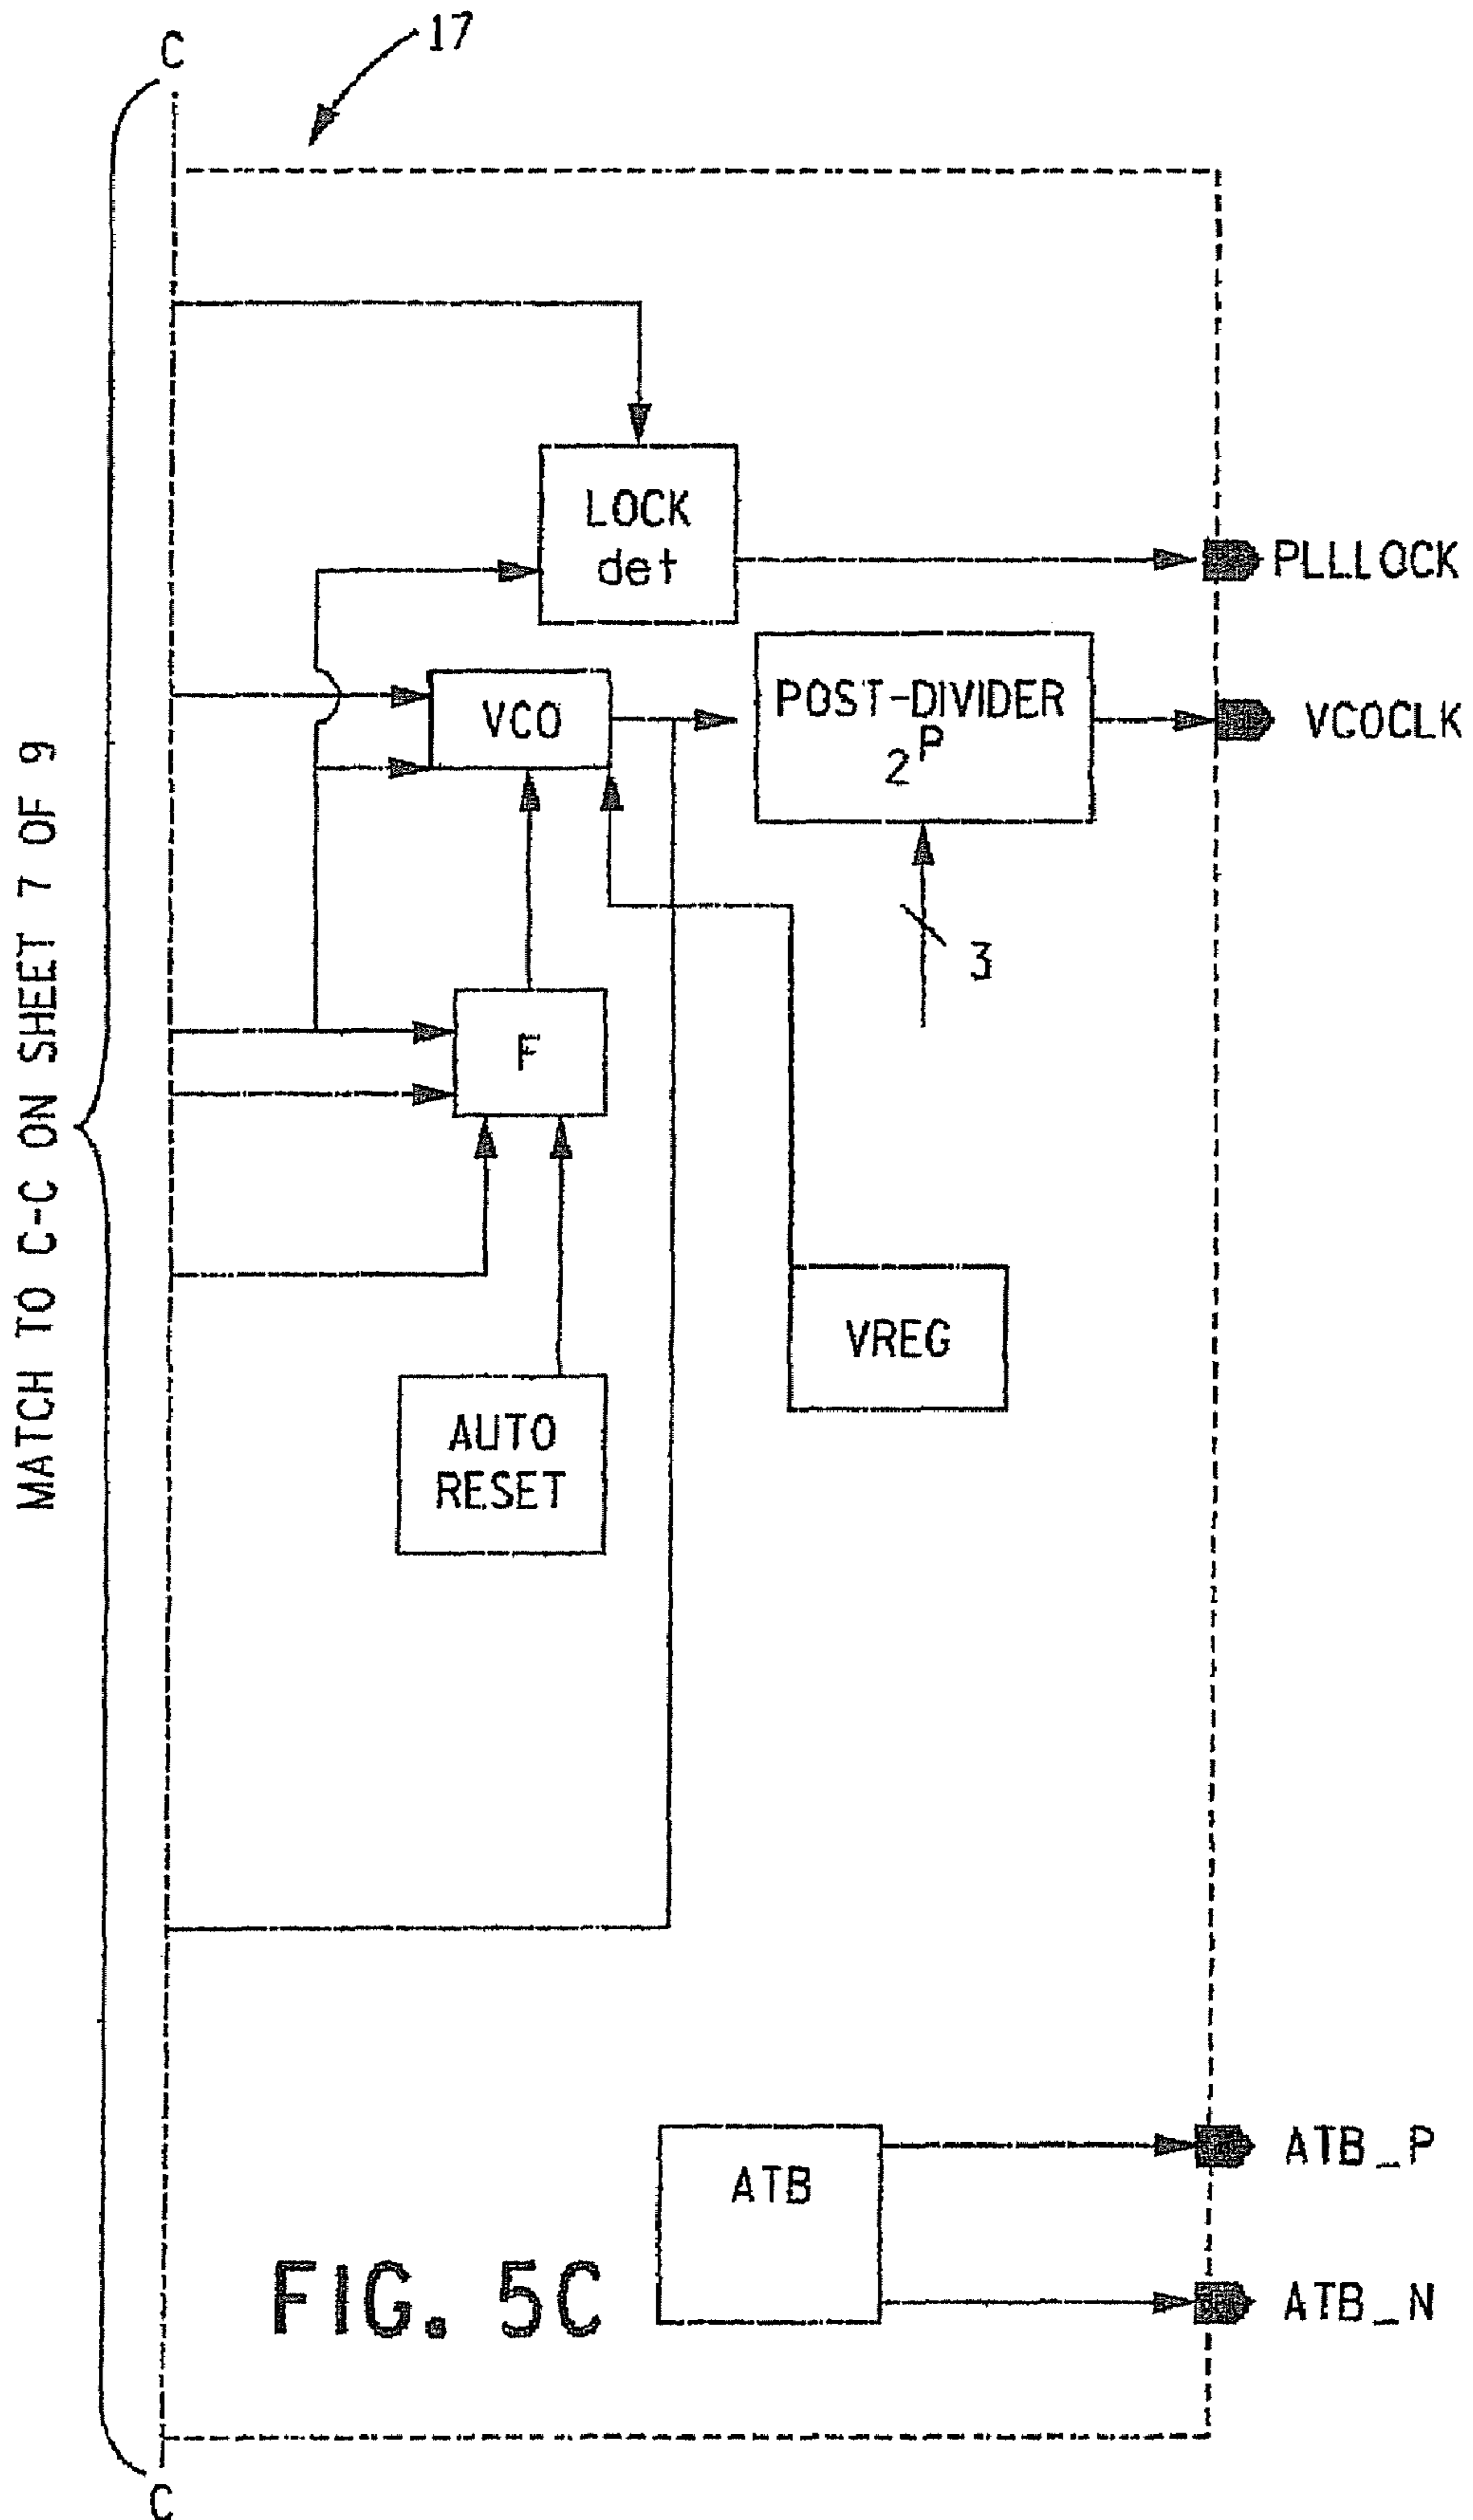 C
17
LOCK
det
PLLLOCK
VCO
POST-DIVIDER
2^P
VCOCLK
3
F
VREG
AUTO
RESET
MATCH TO C-C ON SHEET 7 OF 9
ATB
ATB_P
ATB_N
FIG. 5C
C